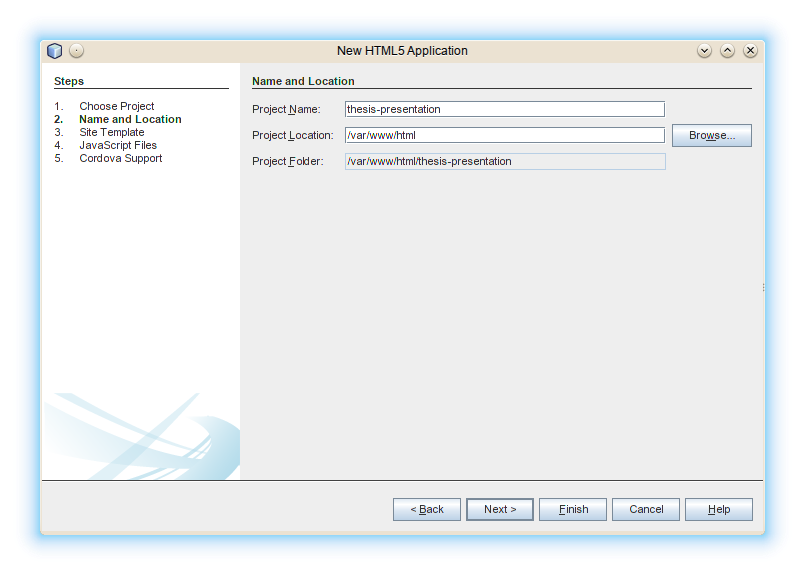 New HTML5 Application
Steps
1. Choose Project
2. Name and Location
3. Site Template
4. JavaScript Files
5. Cordova Support
Name and Location
Project Name: thesis-presentation
Project Location: /var/www/html Browse...
Project Folder: /var/www/html/thesis-presentation
< Back Next > Finish Cancel Help